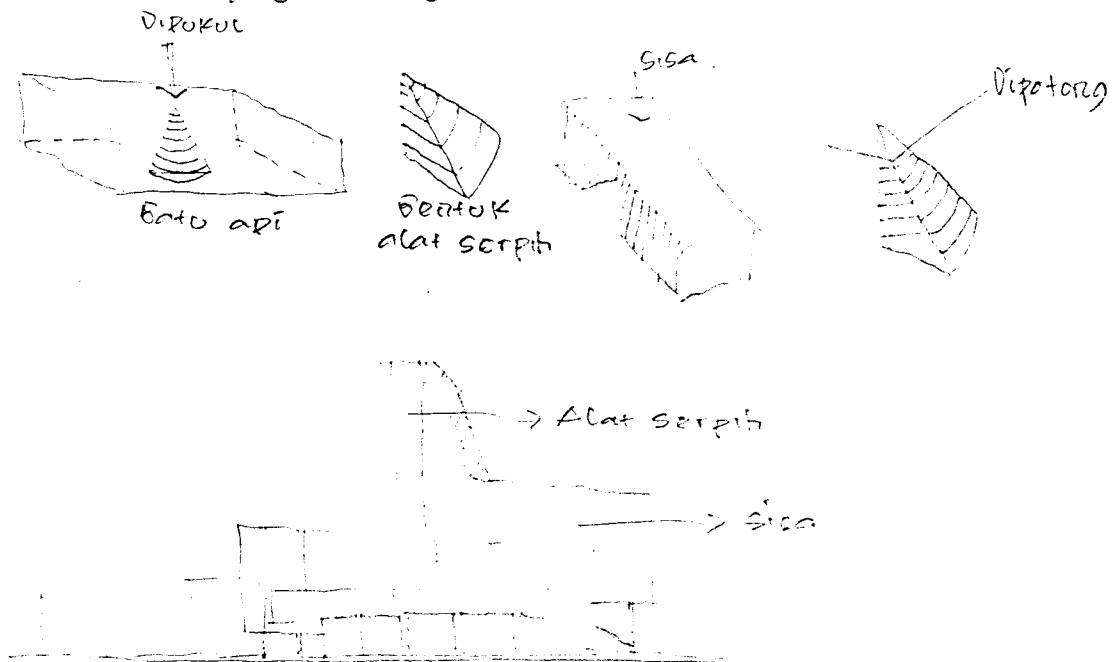 DIPUKUL
Batu api
Bentuk
alat serpih
Sisa
Dipotong
Alat serpih
Sisa